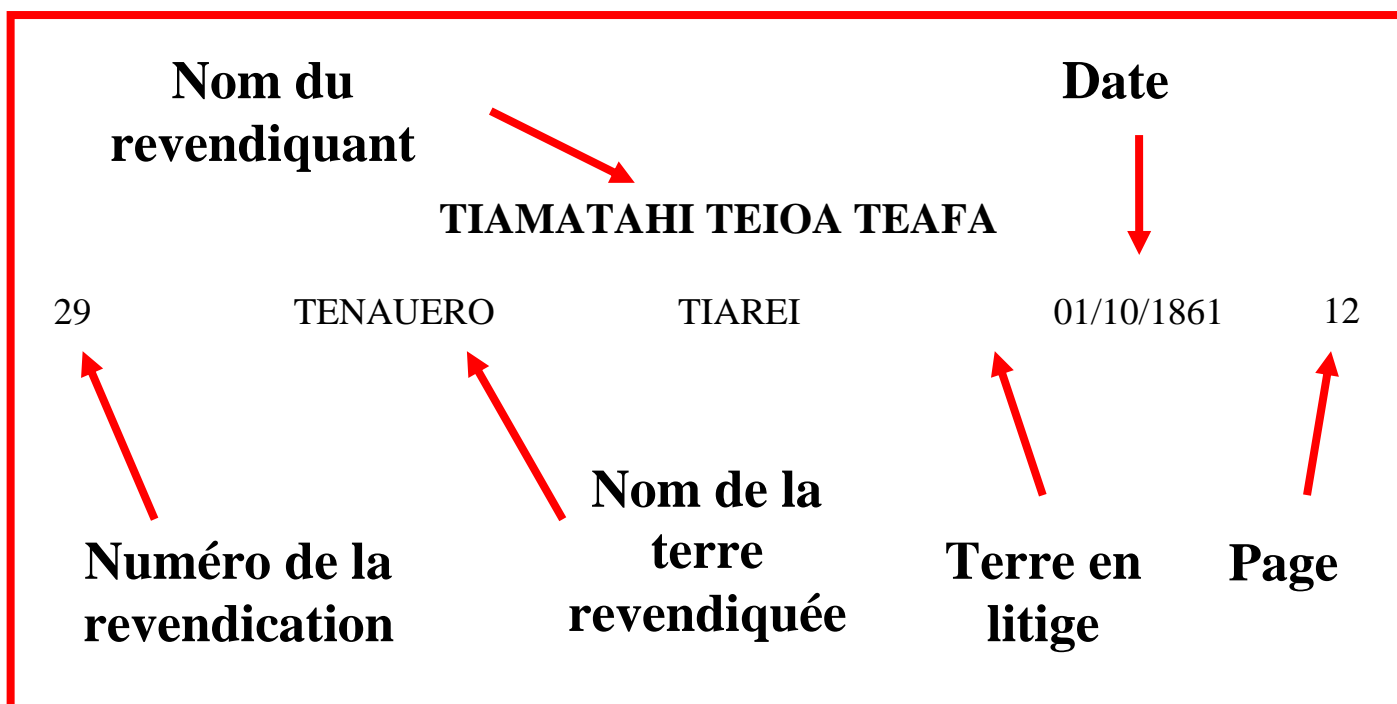 Nom du
revendiquant
Date
TIAMATAHI TEIOA TEAFA
29 TENAUERO TIAREI 01/10/1861 12
Numéro de la
revendication
Nom de la
terre
revendiquée
Terre en
litige
Page